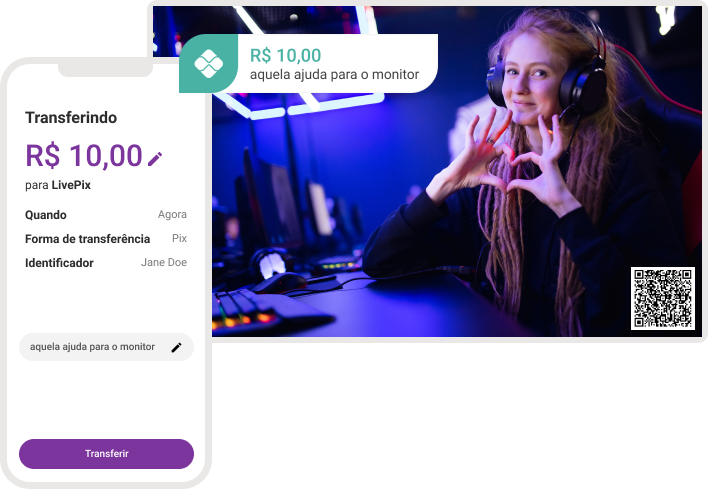 R$ 10,00
aquela ajuda para o monitor
Transferindo
R$ 10,00
para LivePix
Quando Agora
Forma de transferência Pix
Identificador Jane Doe
aquela ajuda para o monitor
Transferir